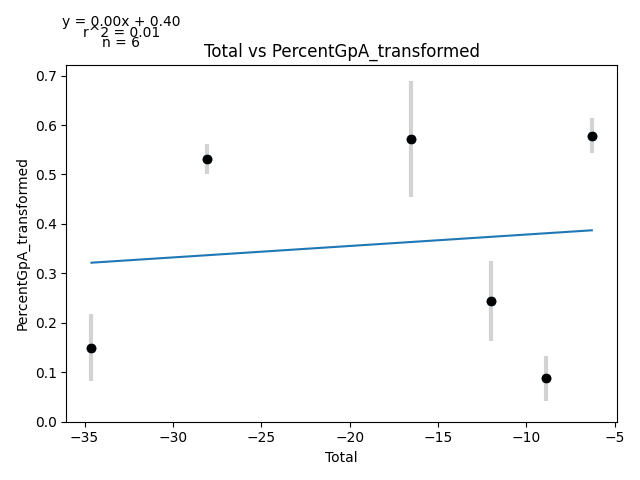 y = 0.00x + 0.40
r^2 = 0.01
n = 6
Total vs PercentGpA_transformed
PercentGpA_transformed
0.7
0.6
0.5
0.4
0.3
0.2
0.1
0.0
−35 −30 −25 −20 −15 −10 −5
Total